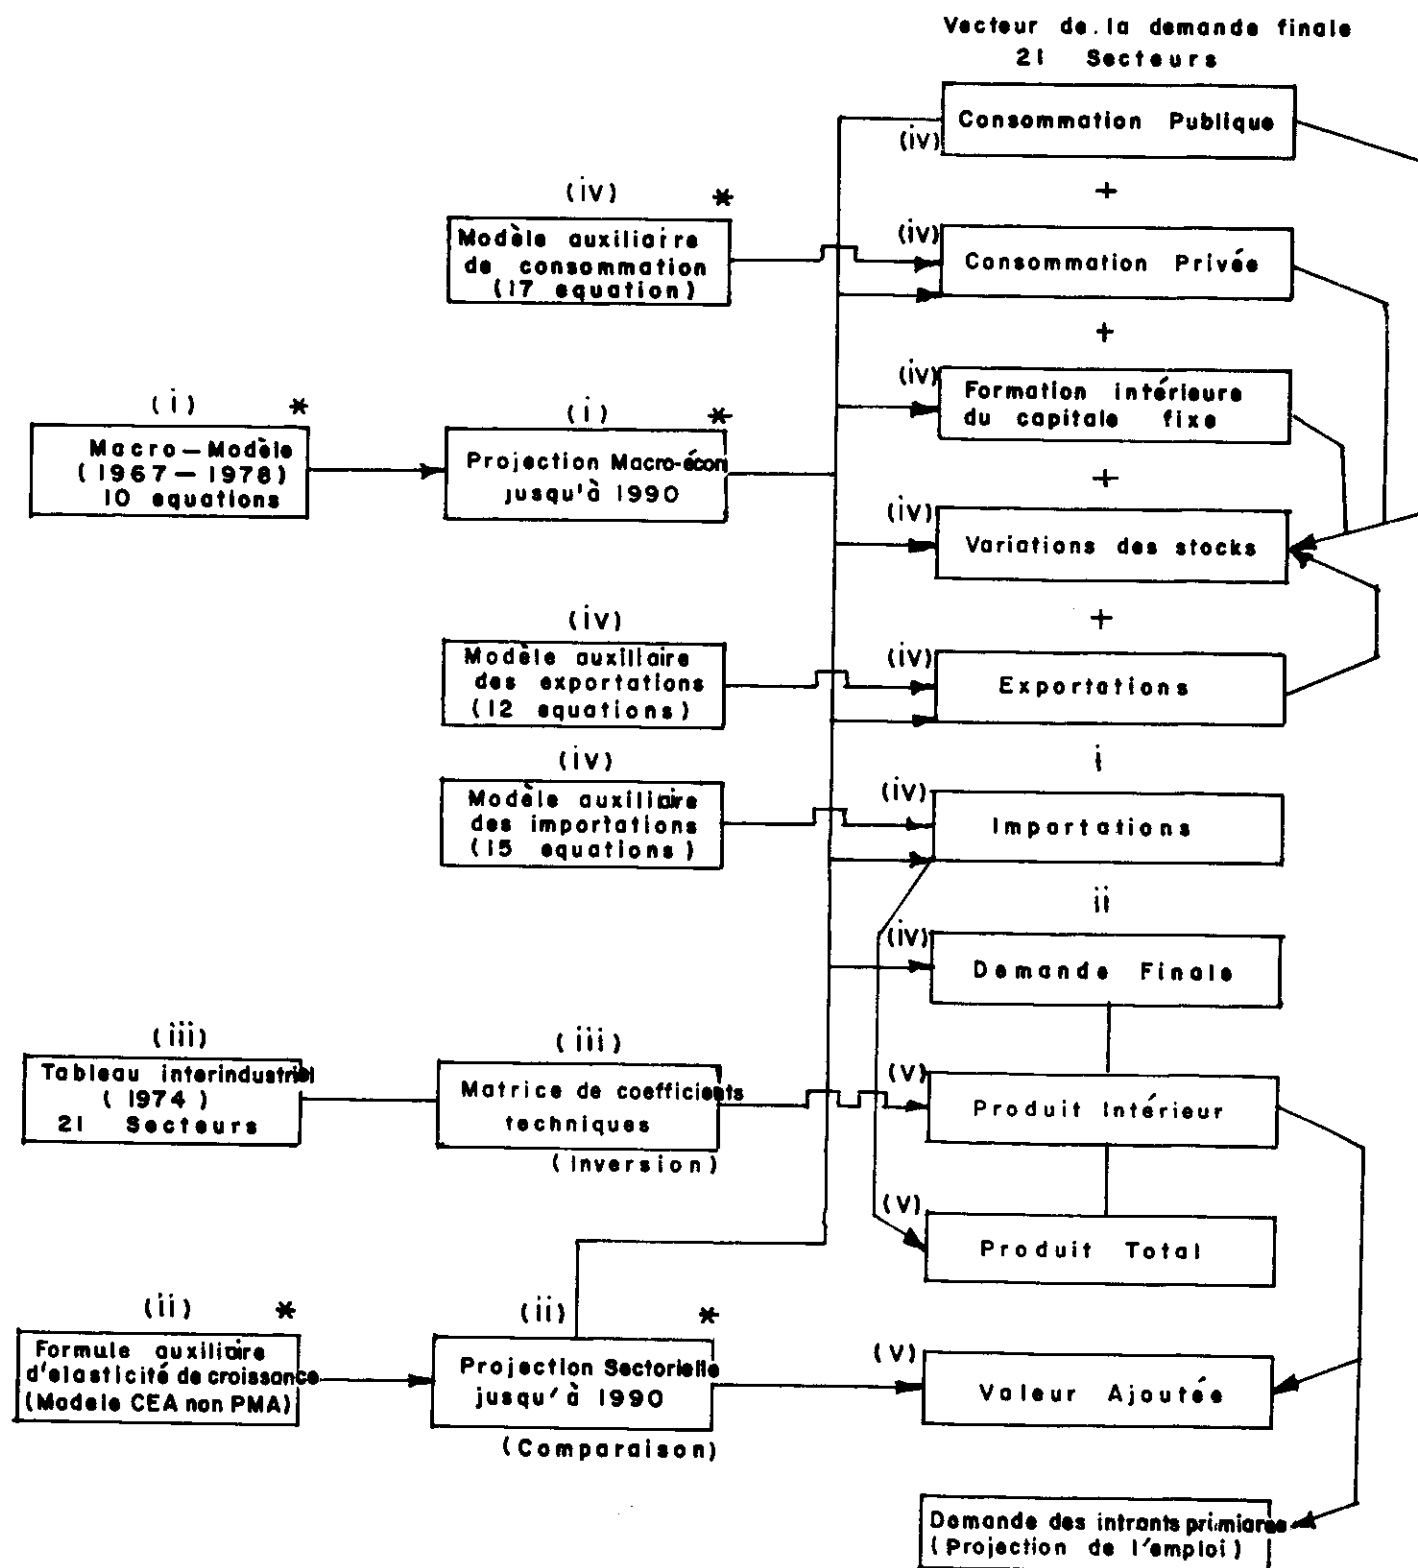 Vecteur de la demande finale
21 Secteurs
Consommation Publique
(iv)
+
(iv) *
Modèle auxiliaire
de consommation
(17 equation)
(iv)
Consommation Privée
+
(iv)
Formation intérieure
du capitale fixe
(i) *
Macro-Modèle
(1967-1978)
10 equations
(i) *
Projection Macro-écon
jusqu'à 1990
+
(iv)
Variations des stocks
+
(iv)
Modèle auxiliaire
des exportations
(12 equations)
(iv)
Exportations
(iv)
Modèle auxiliaire
des importations
(15 equations)
i
(iv)
Importations
ii
(iv)
Demande Finale
(iii)
Tableau interindustriel
(1974)
21 Secteurs
(iii)
Matrice de coefficients
techniques
(Inversion)
(V)
Produit Intérieur
(V)
Produit Total
(ii) *
Formule auxiliaire
d'elasticité de croissance
(Modele CEA non PMA)
(ii) *
Projection Sectorielle
jusqu'à 1990
(Comparaison)
(V)
Valeur Ajoutée
Demande des intrants primiares
(Projection de l'emploi)